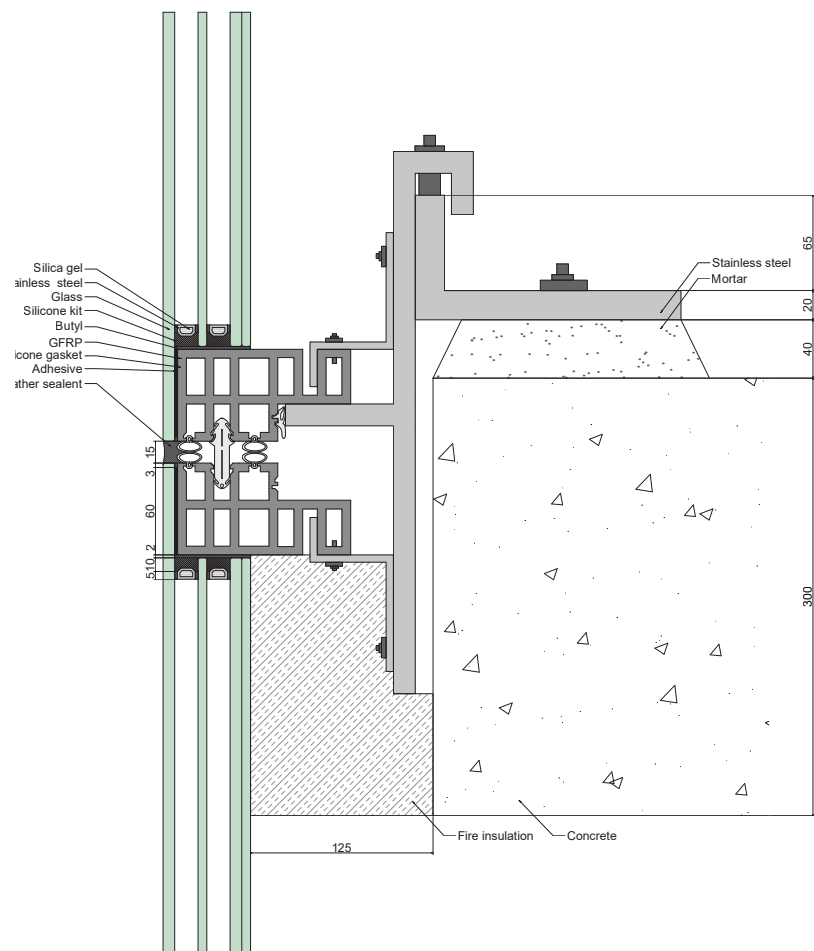 Silica gel
ainless steel
Glass
Silicone kit
Butyl
GFRP
icone gasket
Adhesive
ather sealent
Stainless steel
Mortar
65
20
40
300
15
3
60
2
10
5
125
Fire insulation
Concrete